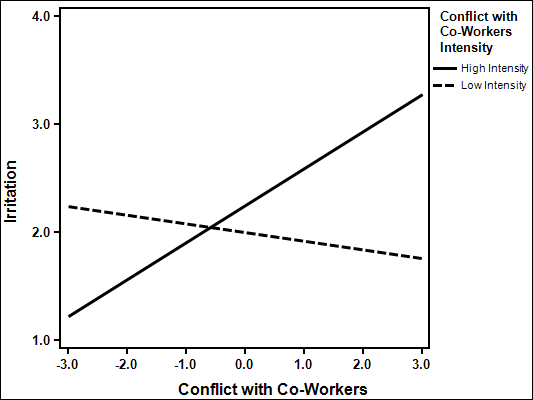 Conflict with
Co-Workers
Intensity
High Intensity
Low Intensity
4.0
3.0
2.0
1.0
Irritation
-3.0 -2.0 -1.0 0.0 1.0 2.0 3.0
Conflict with Co-Workers